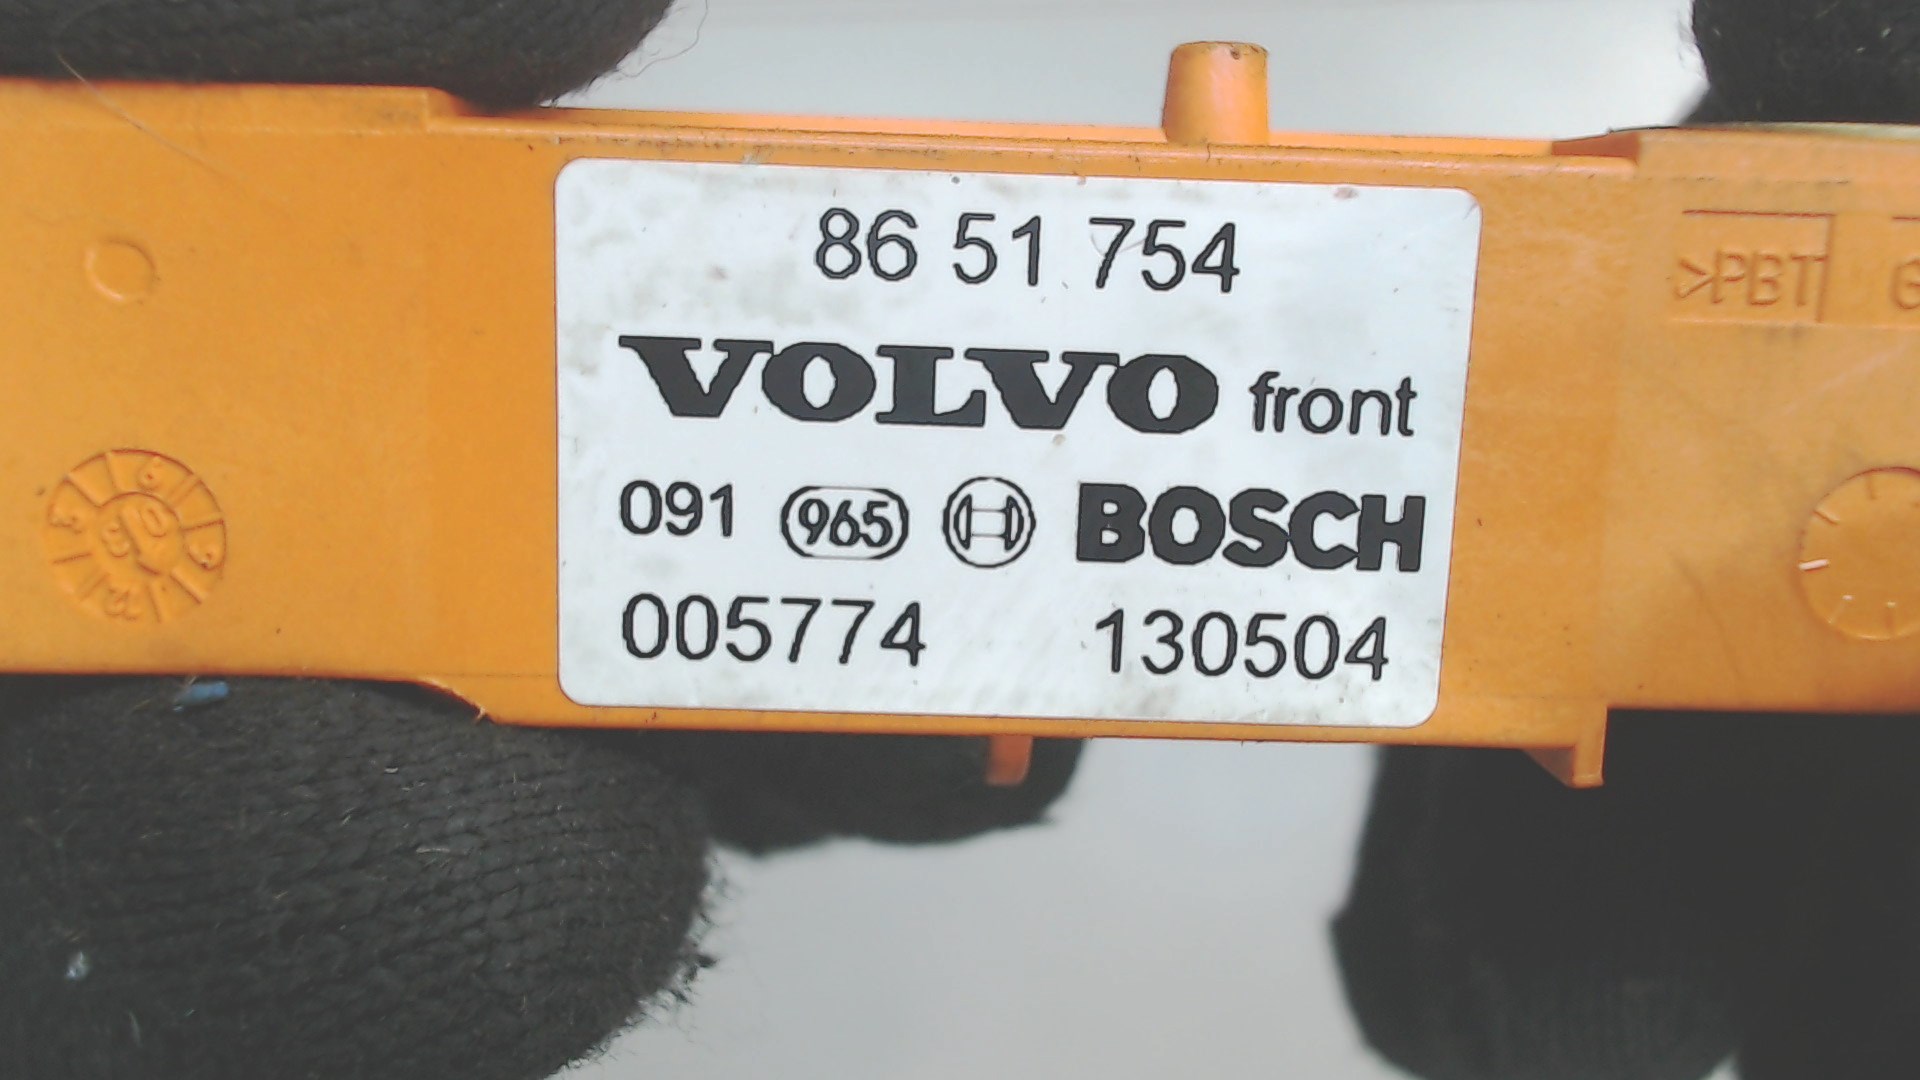 86 51 754
VOLVO front
091 965 BOSCH
005774 130504
>PBT